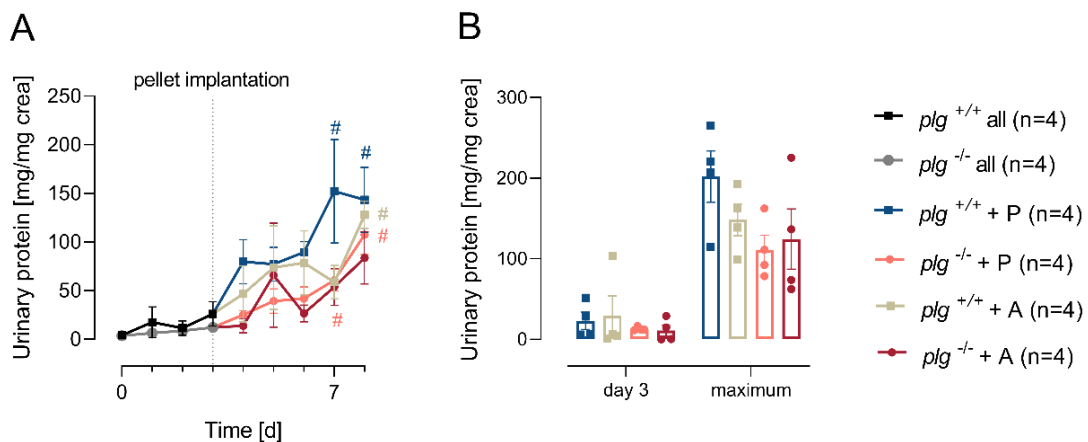 A
pellet implantation
Urinary protein [mg/mg crea]
250
200
150
100
50
0
#
#
#
#
#
0
7
Time [d]
B
Urinary protein [mg/mg crea]
300
200
100
0
day 3
maximum
plg +/+ all (n=4)
plg -/- all (n=4)
plg +/+ + P (n=4)
plg -/- + P (n=4)
plg +/+ + A (n=4)
plg -/- + A (n=4)